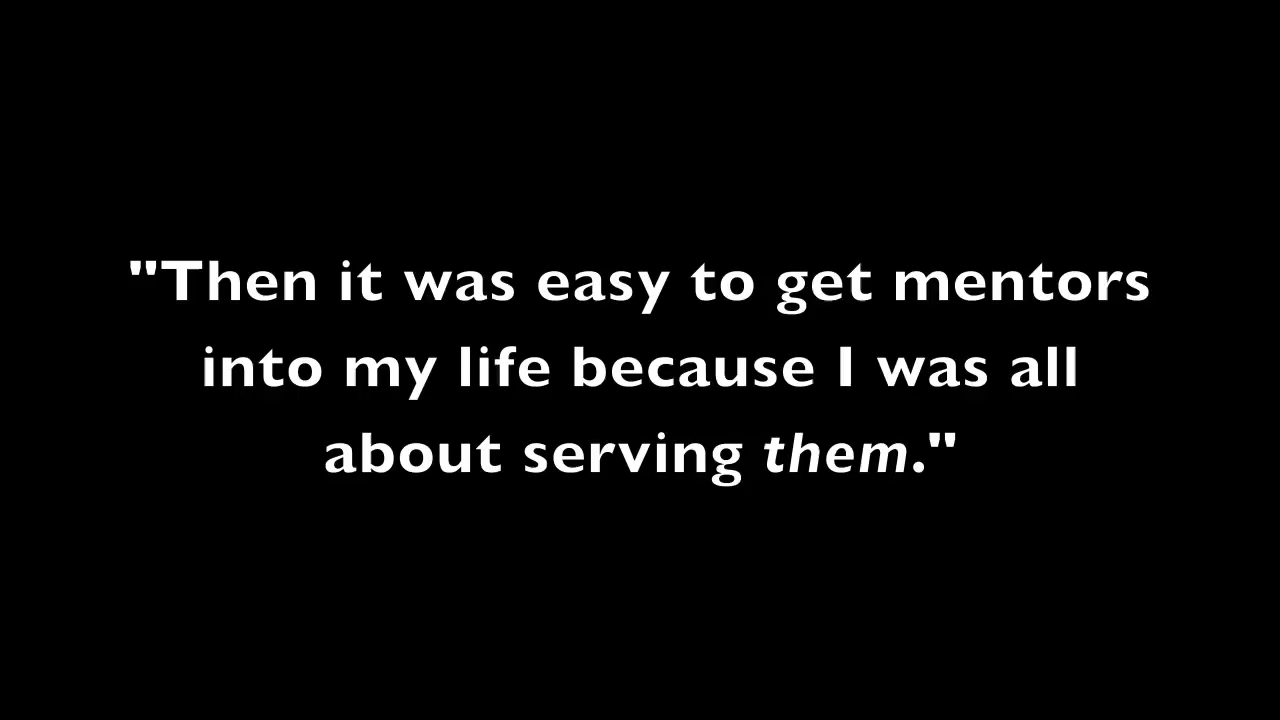 "Then it was easy to get mentors
into my life because I was all
about serving them."